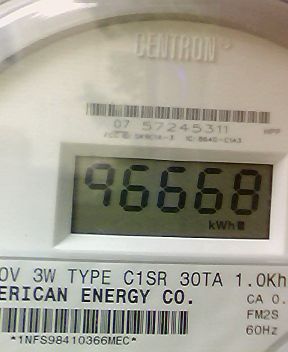 CENTRON
07 57245311
96668
kWh
0V 3W TYPE C1SR 30TA 1.0Kh
ERICAN ENERGY CO.
CA 0.
FM2S
60Hz
*1NFS98410366MEC*